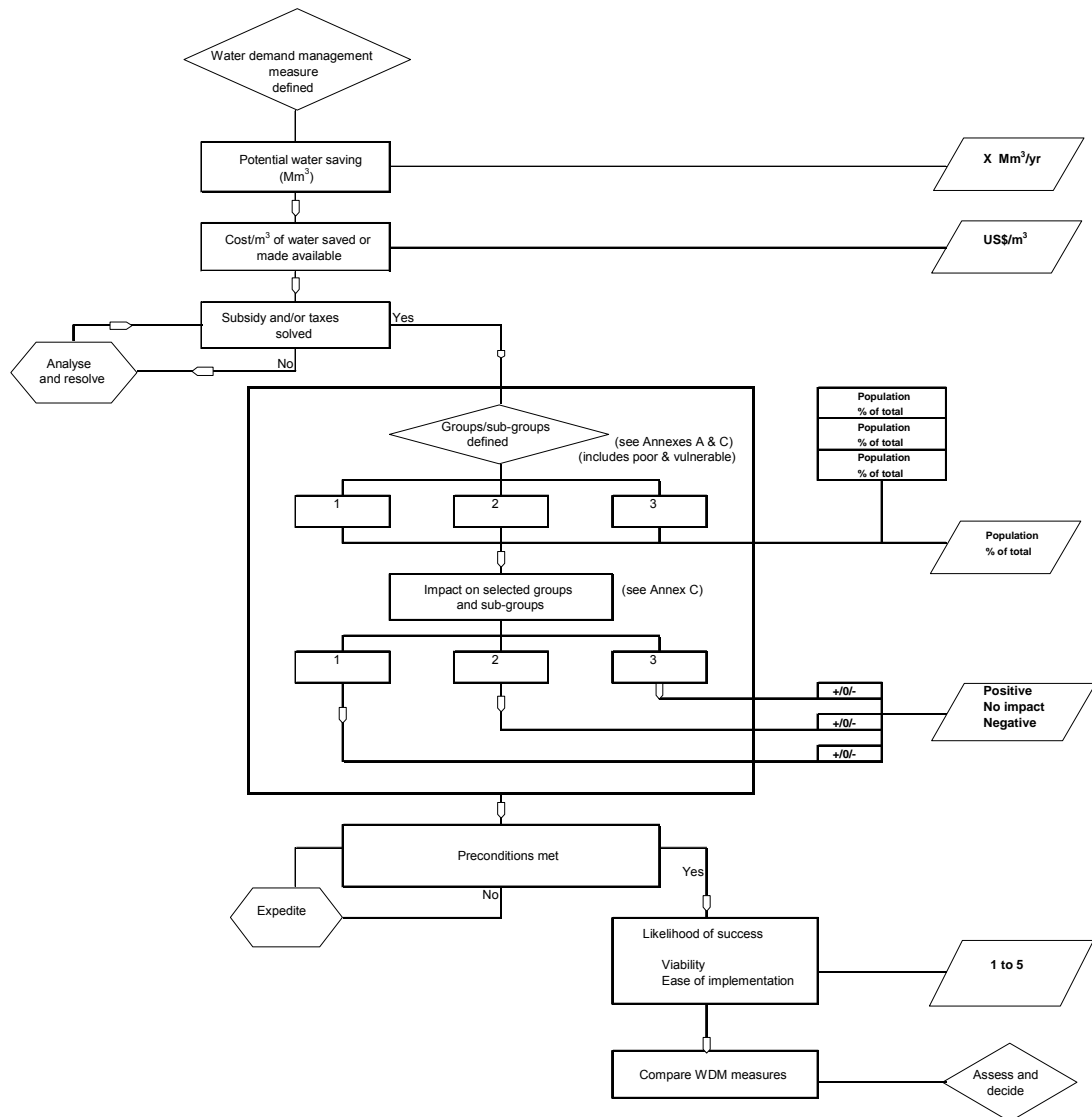 Water demand management
measure
defined
Potential water saving
(Mm³)
X Mm³/yr
Cost/m³ of water saved or
made available
US$/m³
Subsidy and/or taxes
solved
Yes
No
Analyse
and resolve
Groups/sub-groups
defined
(see Annexes A & C)
(includes poor & vulnerable)
Population
% of total
Population
% of total
Population
% of total
1
2
3
Population
% of total
Impact on selected groups
and sub-groups
(see Annex C)
1
2
3
+/0/-
+/0/-
+/0/-
Positive
No impact
Negative
Preconditions met
Yes
No
Expedite
Likelihood of success
Viability
Ease of implementation
1 to 5
Compare WDM measures
Assess and
decide